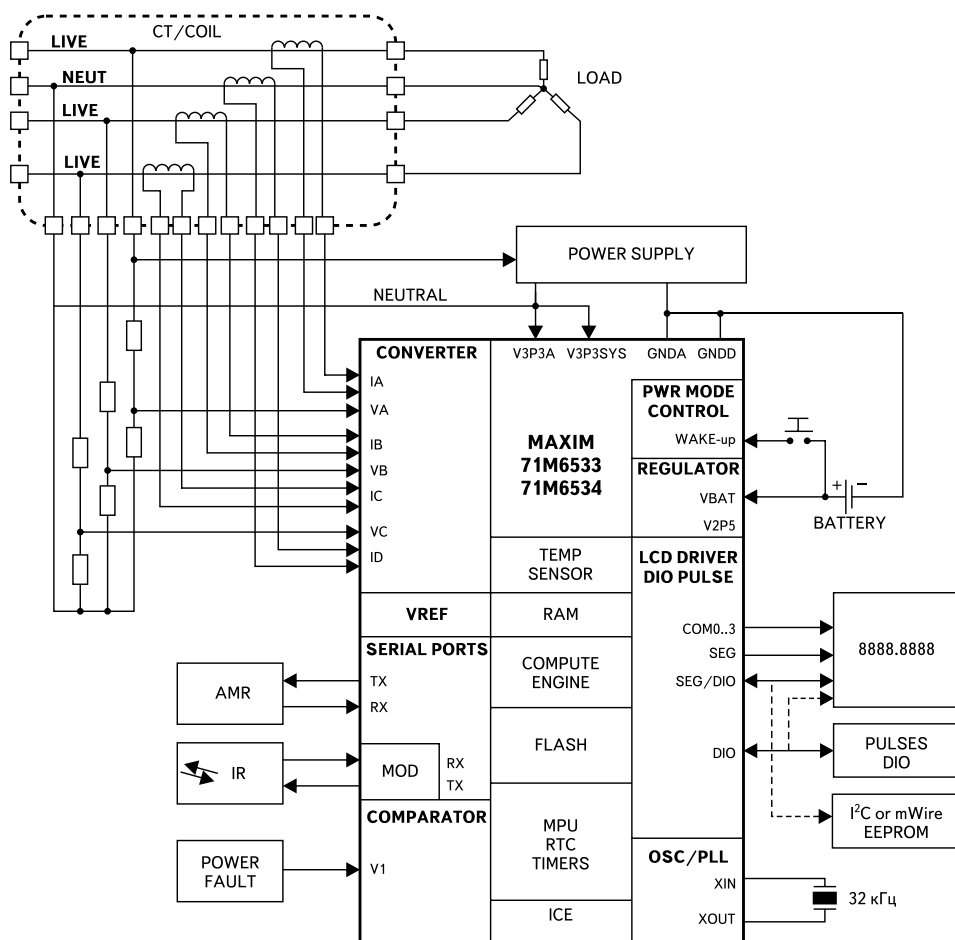 CT/COIL
LIVE
NEUT
LIVE
LIVE
LOAD
POWER SUPPLY
NEUTRAL
CONVERTER
V3P3A
V3P3SYS
GNDA
GNDD
IA
VA
IB
VB
IC
VC
ID
MAXIM
71M6533
71M6534
PWR MODE
CONTROL
WAKE-up
REGULATOR
VBAT
V2P5
+
−
BATTERY
TEMP
SENSOR
LCD DRIVER
DIO PULSE
VREF
RAM
COM0..3
SEG
SEG/DIO
DIO
8888.8888
SERIAL PORTS
TX
RX
AMR
COMPUTE
ENGINE
FLASH
PULSES
DIO
IR
MOD
RX
TX
I²C or mWire
EEPROM
COMPARATOR
V1
POWER
FAULT
MPU
RTC
TIMERS
OSC/PLL
XIN
XOUT
32 кГц
ICE